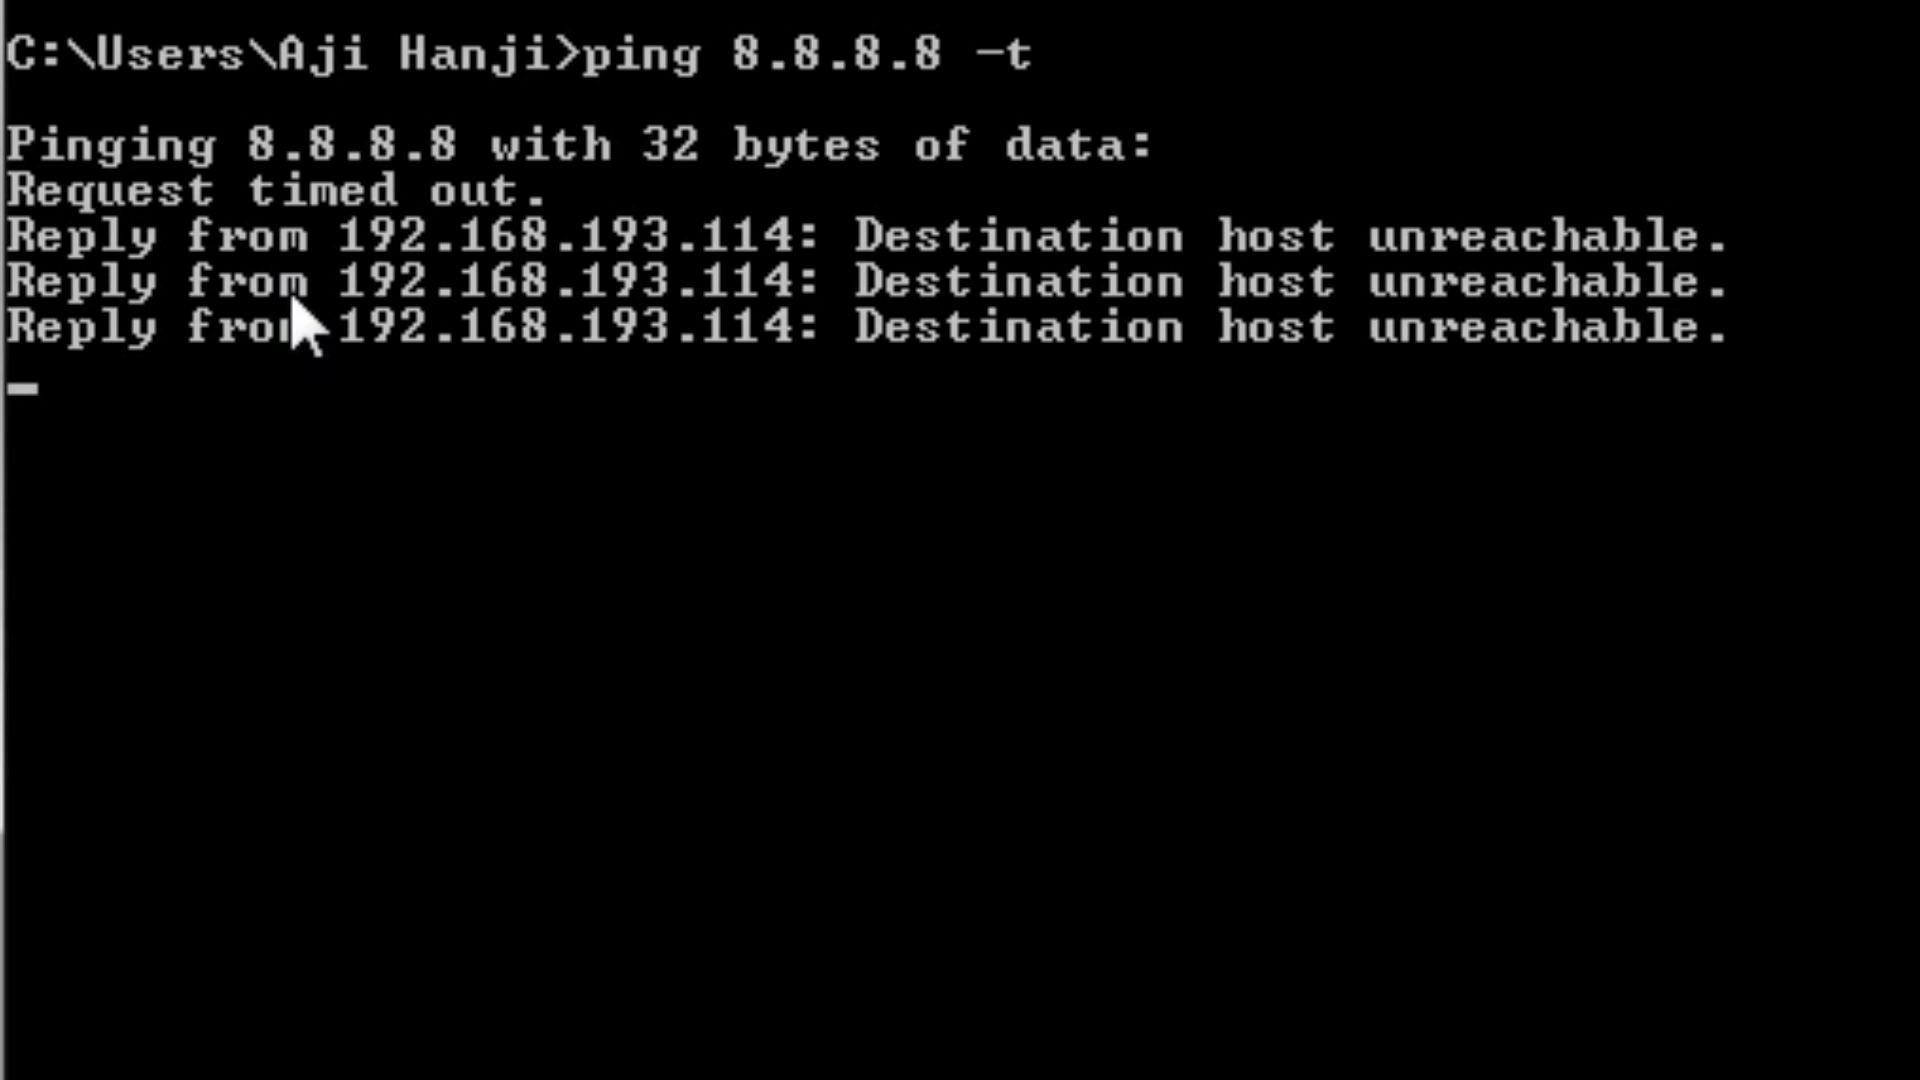 C:\Users\Aji Hanji>ping 8.8.8.8 -t
Pinging 8.8.8.8 with 32 bytes of data:
Request timed out.
Reply from 192.168.193.114: Destination host unreachable.
Reply from 192.168.193.114: Destination host unreachable.
Reply from 192.168.193.114: Destination host unreachable.